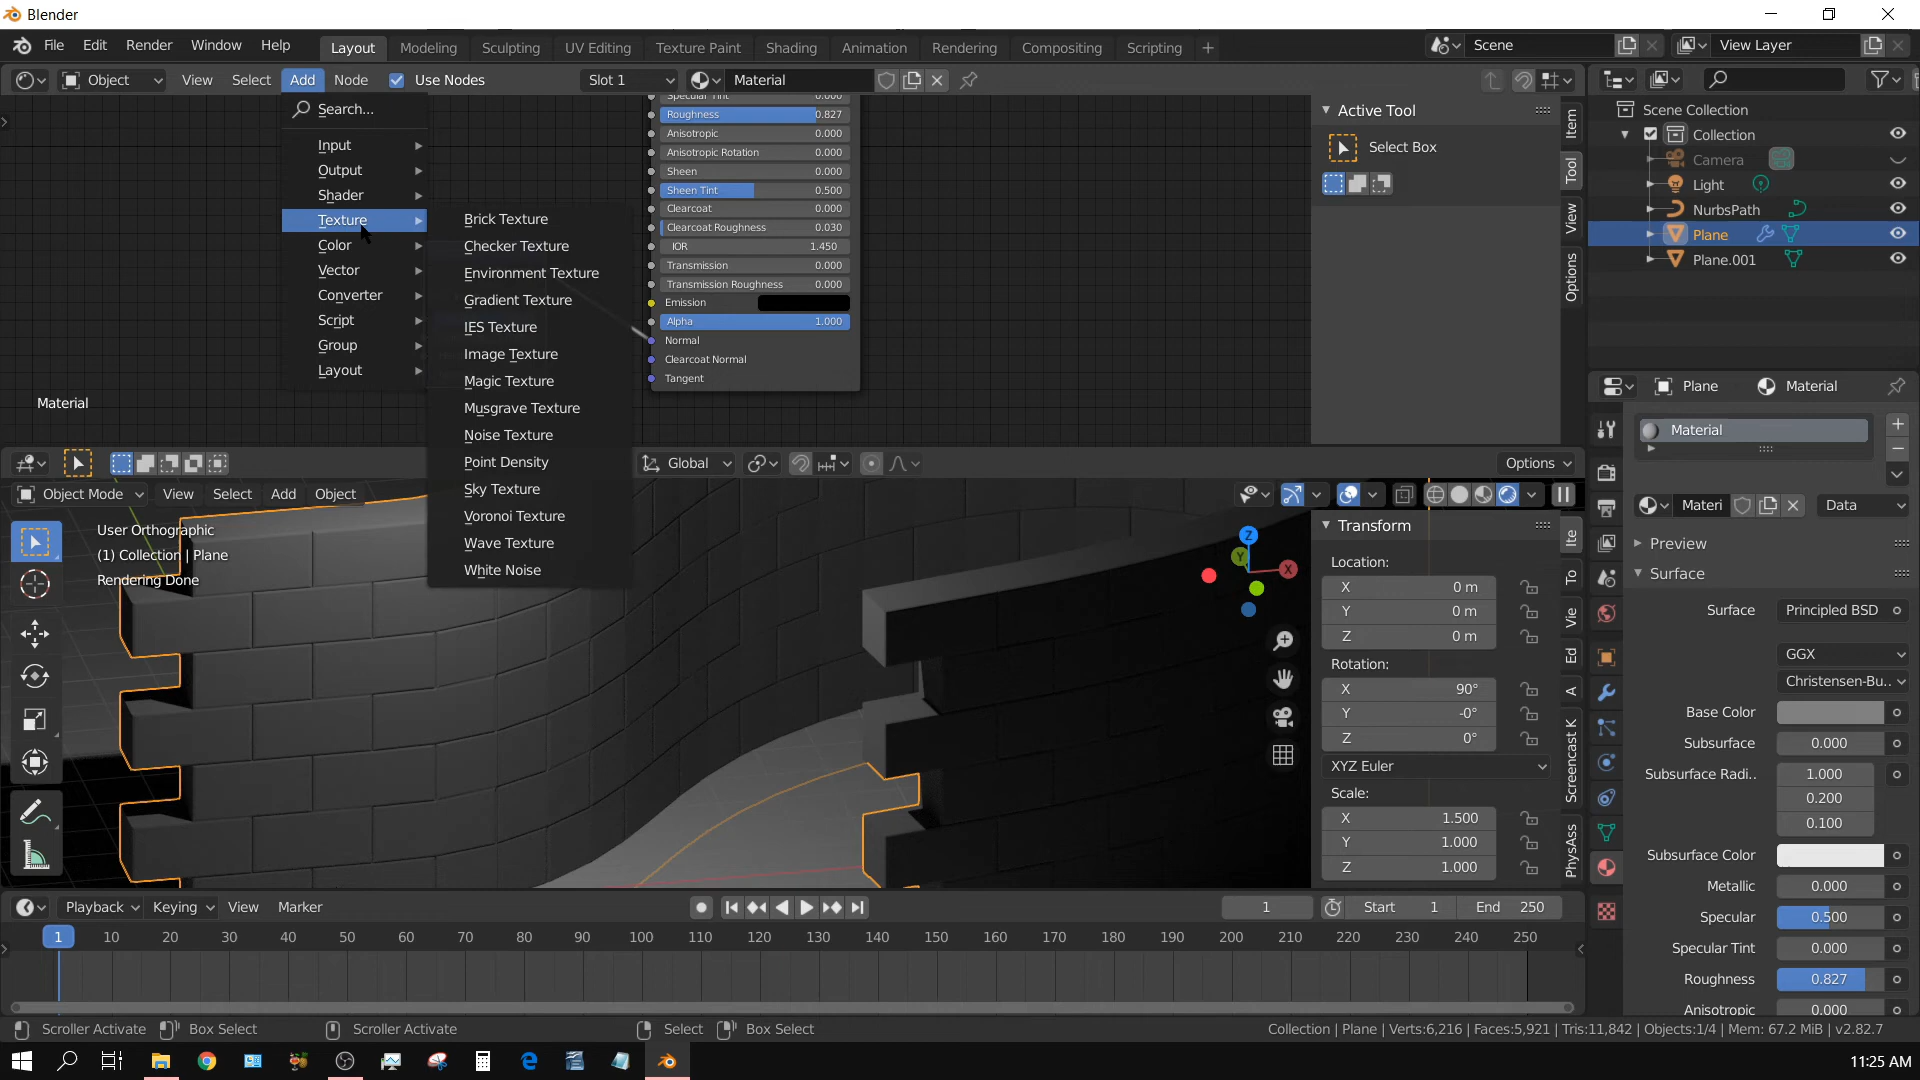 Blender
File Edit Render Window Help
Layout Modeling Sculpting UV Editing Texture Paint Shading Animation Rendering Compositing Scripting +
Scene
View Layer
Object View Select Add Node Use Nodes Slot 1 Material
Search...
Input
Output
Shader
Texture
Color
Vector
Converter
Script
Group
Layout
Brick Texture
Checker Texture
Environment Texture
Gradient Texture
IES Texture
Image Texture
Magic Texture
Musgrave Texture
Noise Texture
Point Density
Sky Texture
Voronoi Texture
Wave Texture
White Noise
Specular Tint 0.000
Roughness 0.827
Anisotropic 0.000
Anisotropic Rotation 0.000
Sheen 0.000
Sheen Tint 0.500
Clearcoat 0.000
Clearcoat Roughness 0.030
IOR 1.450
Transmission 0.000
Transmission Roughness 0.000
Emission
Alpha 1.000
Normal
Clearcoat Normal
Tangent
Material
Active Tool
Select Box
Item
Tool
View
Options
Scene Collection
Collection
Camera
Light
NurbsPath
Plane
Plane.001
Global
Options
Object Mode View Select Add Object
User Orthographic
(1) Collection | Plane
Rendering Done
Z
Y
X
Transform
Location:
X 0 m
Y 0 m
Z 0 m
Rotation:
X 90°
Y -0°
Z 0°
XYZ Euler
Scale:
X 1.500
Y 1.000
Z 1.000
Ite
To
Vie
Ed
A
Screencast K
PhysAss
Plane Material
Material
Materi
Data
Preview
Surface
Surface Principled BSD
GGX
Christensen-Bu..
Base Color
Subsurface 0.000
Subsurface Radi.. 1.000
0.200
0.100
Subsurface Color
Metallic 0.000
Specular 0.500
Specular Tint 0.000
Roughness 0.827
Anisotropic 0.000
Playback Keying View Marker
1 Start 1 End 250
1 10 20 30 40 50 60 70 80 90 100 110 120 130 140 150 160 170 180 190 200 210 220 230 240 250
Scroller Activate Box Select Scroller Activate Select Box Select
Collection | Plane | Verts:6,216 | Faces:5,921 | Tris:11,842 | Objects:1/4 | Mem: 67.2 MiB | v2.82.7
11:25 AM